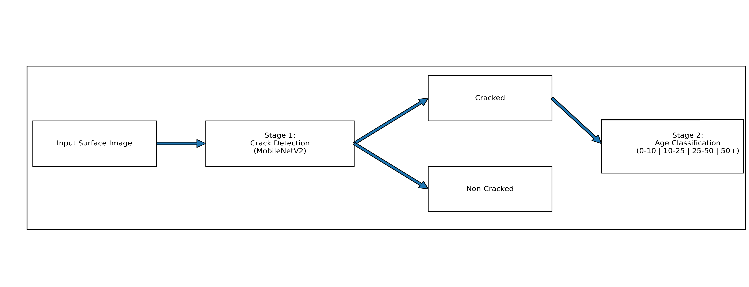 Input Surface Image
Stage 1:
Crack Detection
(MobileNetV2)
Cracked
Non-Cracked
Stage 2:
Age Classification
(0-10 | 10-25 | 25-50 | 50+)